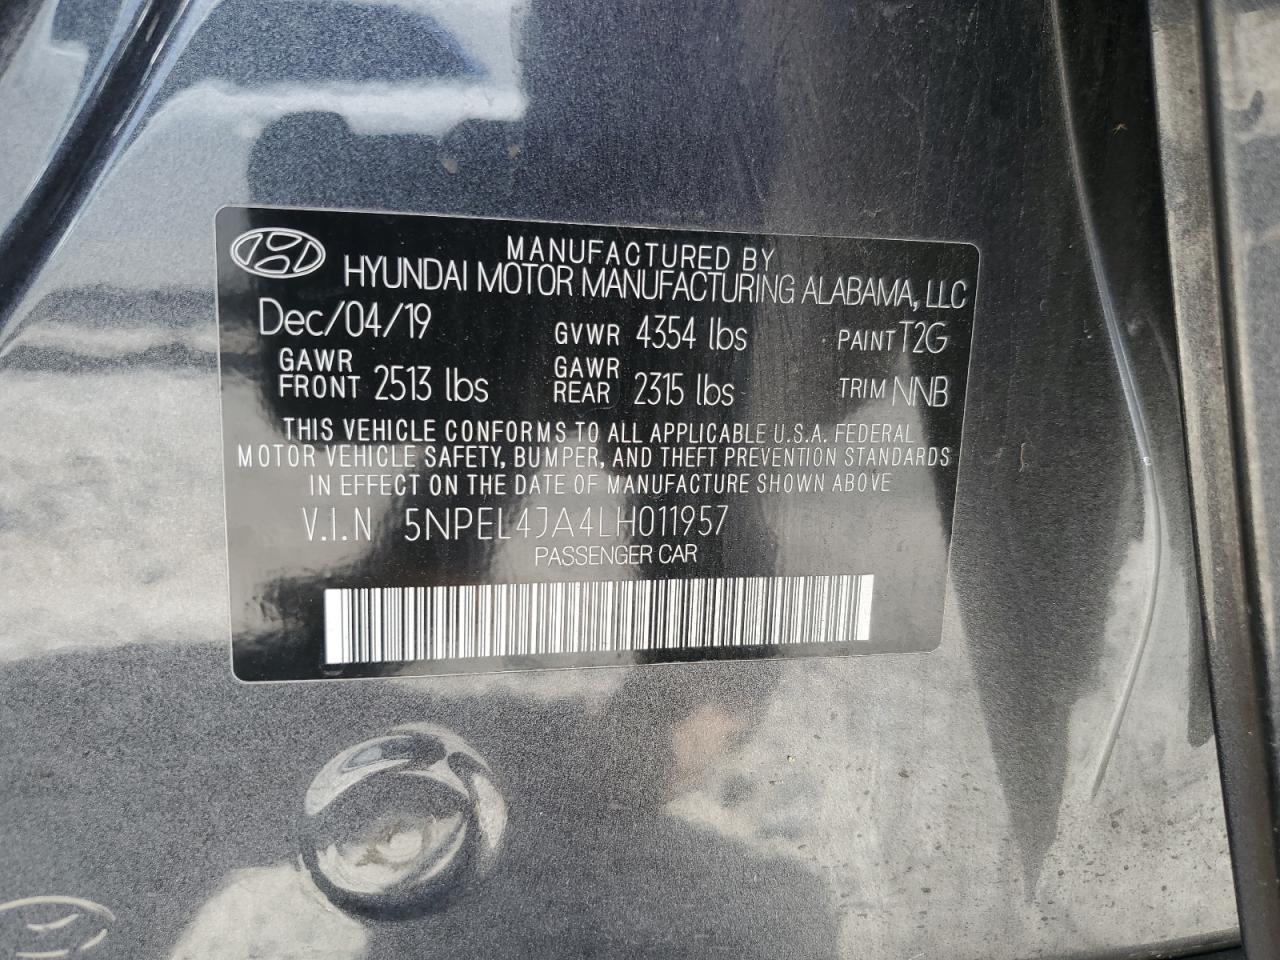 MANUFACTURED BY
HYUNDAI MOTOR MANUFACTURING ALABAMA, LLC
Dec/04/19 GVWR 4354 lbs PAINT T2G
GAWR FRONT 2513 lbs GAWR REAR 2315 lbs TRIM NNB
THIS VEHICLE CONFORMS TO ALL APPLICABLE U.S.A. FEDERAL
MOTOR VEHICLE SAFETY, BUMPER, AND THEFT PREVENTION STANDARDS
IN EFFECT ON THE DATE OF MANUFACTURE SHOWN ABOVE
V.I.N 5NPEL4JA4LH011957
PASSENGER CAR